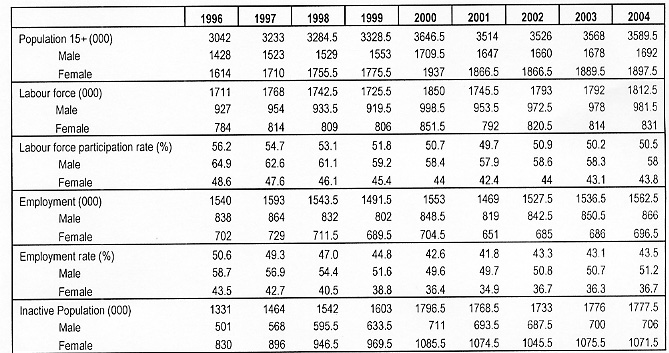 1996 1997 1998 1999 2000 2001 2002 2003 2004
Population 15+ (000) 3042 3233 3284.5 3328.5 3646.5 3514 3526 3568 3589.5
Male 1428 1523 1529 1553 1709.5 1647 1660 1678 1692
Female 1614 1710 1755.5 1775.5 1937 1866.5 1866.5 1889.5 1897.5
Labour force (000) 1711 1768 1742.5 1725.5 1850 1745.5 1793 1792 1812.5
Male 927 954 933.5 919.5 998.5 953.5 972.5 978 981.5
Female 784 814 809 806 851.5 792 820.5 814 831
Labour force participation rate (%) 56.2 54.7 53.1 51.8 50.7 49.7 50.9 50.2 50.5
Male 64.9 62.6 61.1 59.2 58.4 57.9 58.6 58.3 58
Female 48.6 47.6 46.1 45.4 44 42.4 44 43.1 43.8
Employment (000) 1540 1593 1543.5 1491.5 1553 1469 1527.5 1536.5 1562.5
Male 838 864 832 802 848.5 819 842.5 850.5 866
Female 702 729 711.5 689.5 704.5 651 685 686 696.5
Employment rate (%) 50.6 49.3 47.0 44.8 42.6 41.8 43.3 43.1 43.5
Male 58.7 56.9 54.4 51.6 49.6 49.7 50.8 50.7 51.2
Female 43.5 42.7 40.5 38.8 36.4 34.9 36.7 36.3 36.7
Inactive Population (000) 1331 1464 1542 1603 1796.5 1768.5 1733 1776 1777.5
Male 501 568 595.5 633.5 711 693.5 687.5 700 706
Female 830 896 946.5 969.5 1085.5 1074.5 1045.5 1075.5 1071.5